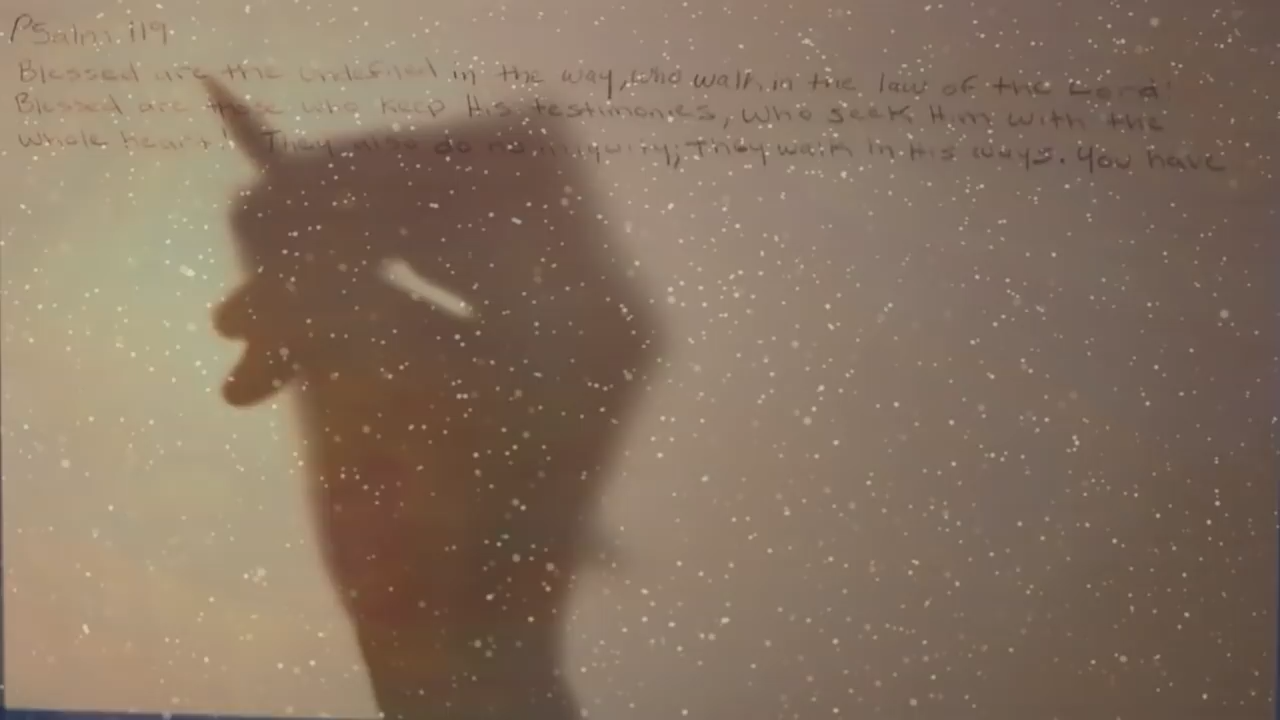 Psalm 119
Blessed are the undefiled in the way, who walk in the law of the Lord!
Blessed are those who keep His testimonies, who seek Him with the
whole heart! They also do no iniquity; They walk in His ways. You have